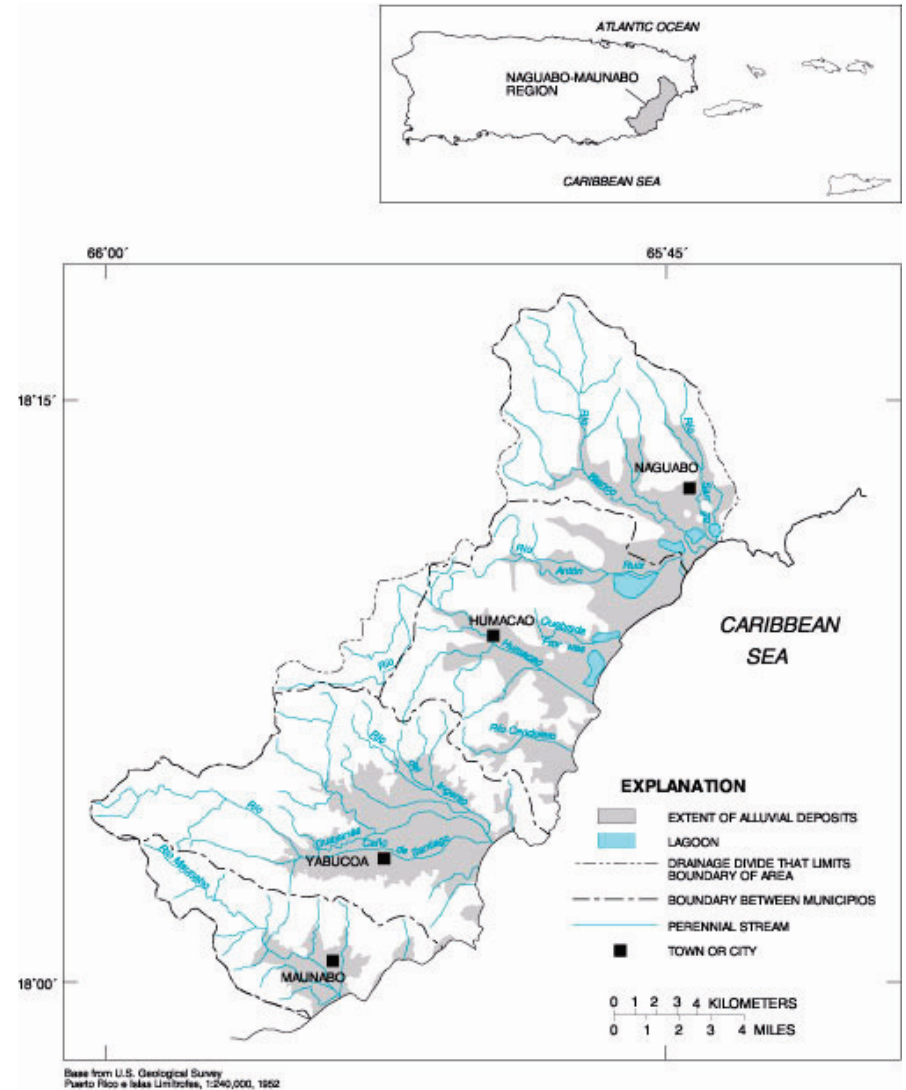 ATLANTIC OCEAN
NAGUABO-MAUNABO
REGION
CARIBBEAN SEA
66°00´
65°45´
18°15´
Río
Río
NAGUABO
Blanco
Río
Antón
Ruiz
CARIBBEAN
SEA
HUMACAO
Quebrada
Humacao
Río
Río Candelero
Río
Ingenio
EXPLANATION
EXTENT OF ALLUVIAL DEPOSITS
LAGOON
DRAINAGE DIVIDE THAT LIMITS
BOUNDARY OF AREA
BOUNDARY BETWEEN MUNICIPIOS
PERENNIAL STREAM
TOWN OR CITY
Río
Guayanés
Caño de Santiago
YABUCOA
Río Maunabo
MAUNABO
18°00´
0 1 2 3 4 KILOMETERS
0 1 2 3 4 MILES
Base from U.S. Geological Survey
Puerto Rico e Islas Limítrofes, 1:240,000, 1952